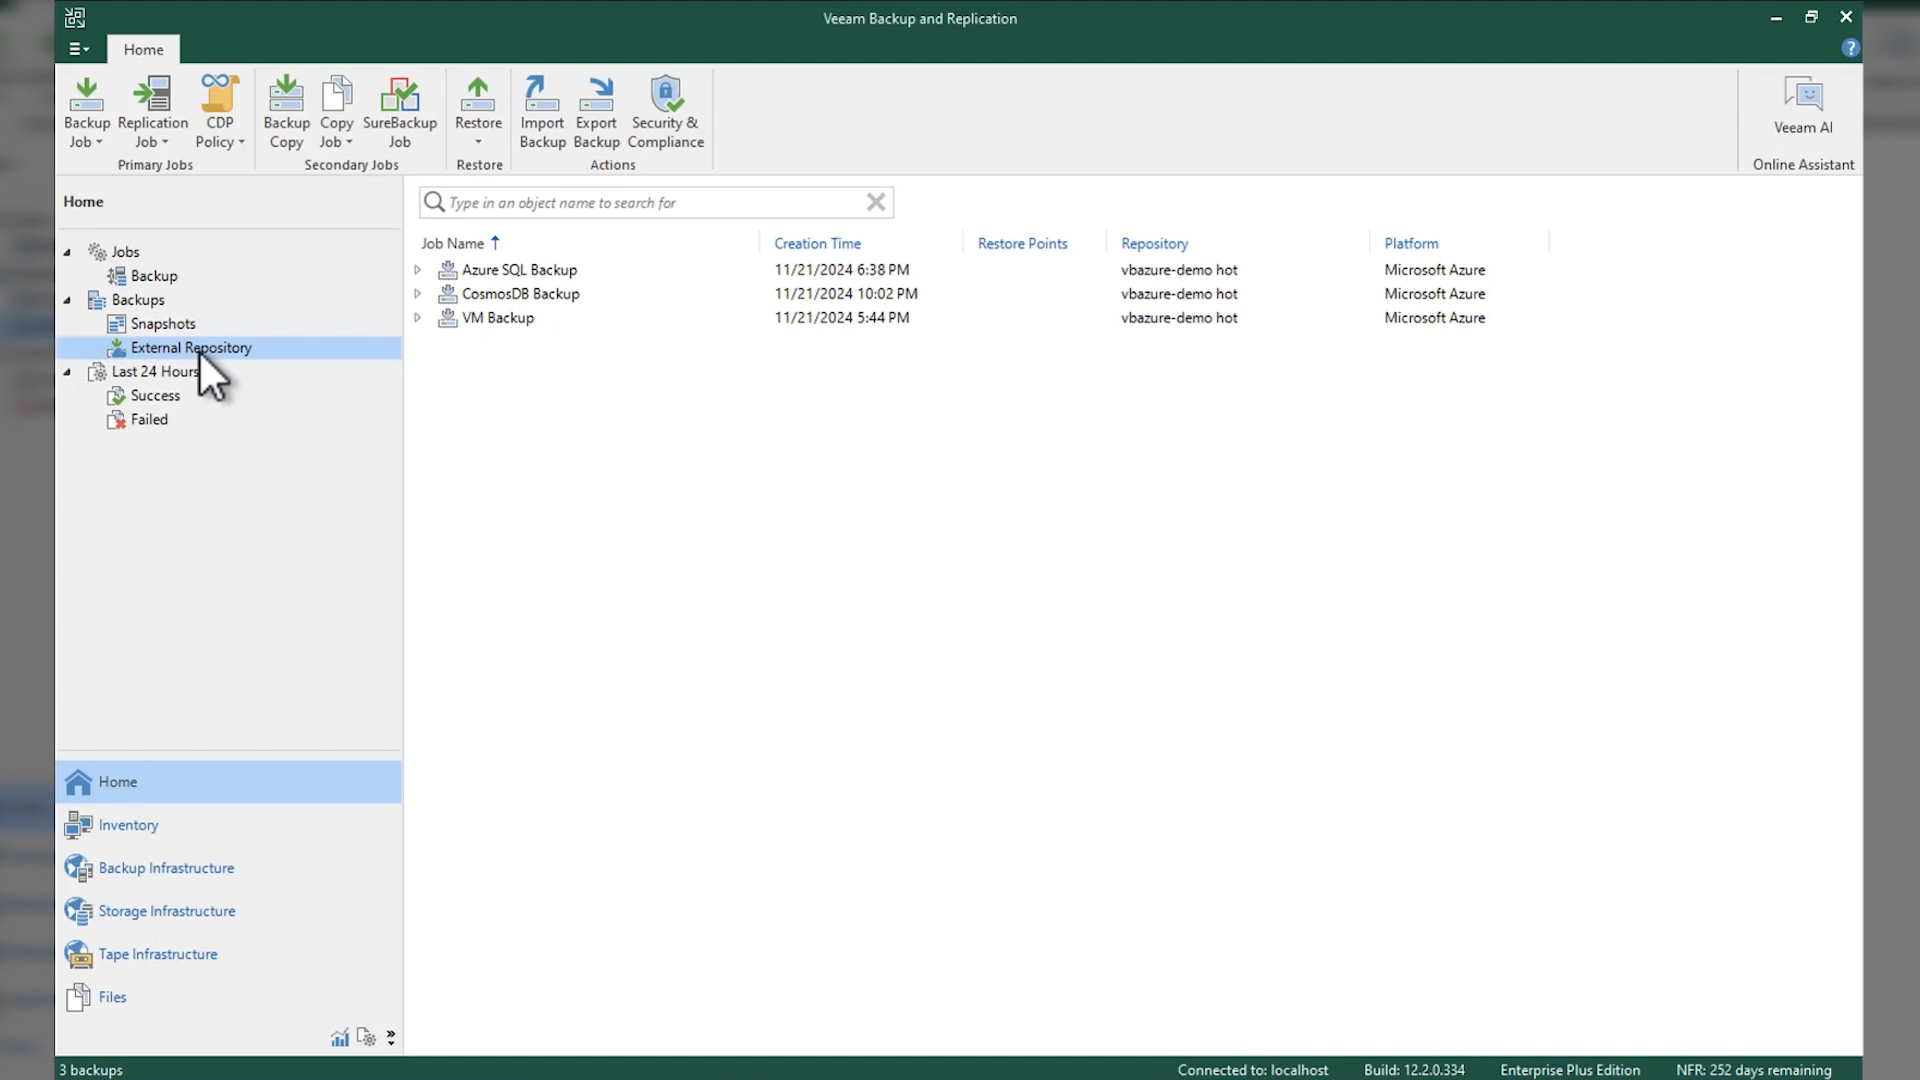 Veeam Backup and Replication
Home
Backup Job
Replication Job
CDP Policy
Primary Jobs
Backup Copy
Copy Job
SureBackup Job
Secondary Jobs
Restore
Restore
Import Backup
Export Backup
Security & Compliance
Actions
Veeam AI
Online Assistant
Home
Jobs
Backup
Backups
Snapshots
External Repository
Last 24 Hours
Success
Failed
Type in an object name to search for
Job Name Creation Time Restore Points Repository Platform
Azure SQL Backup 11/21/2024 6:38 PM vbazure-demo hot Microsoft Azure
CosmosDB Backup 11/21/2024 10:02 PM vbazure-demo hot Microsoft Azure
VM Backup 11/21/2024 5:44 PM vbazure-demo hot Microsoft Azure
Home
Inventory
Backup Infrastructure
Storage Infrastructure
Tape Infrastructure
Files
3 backups
Connected to: localhost Build: 12.2.0.334 Enterprise Plus Edition NFR: 252 days remaining